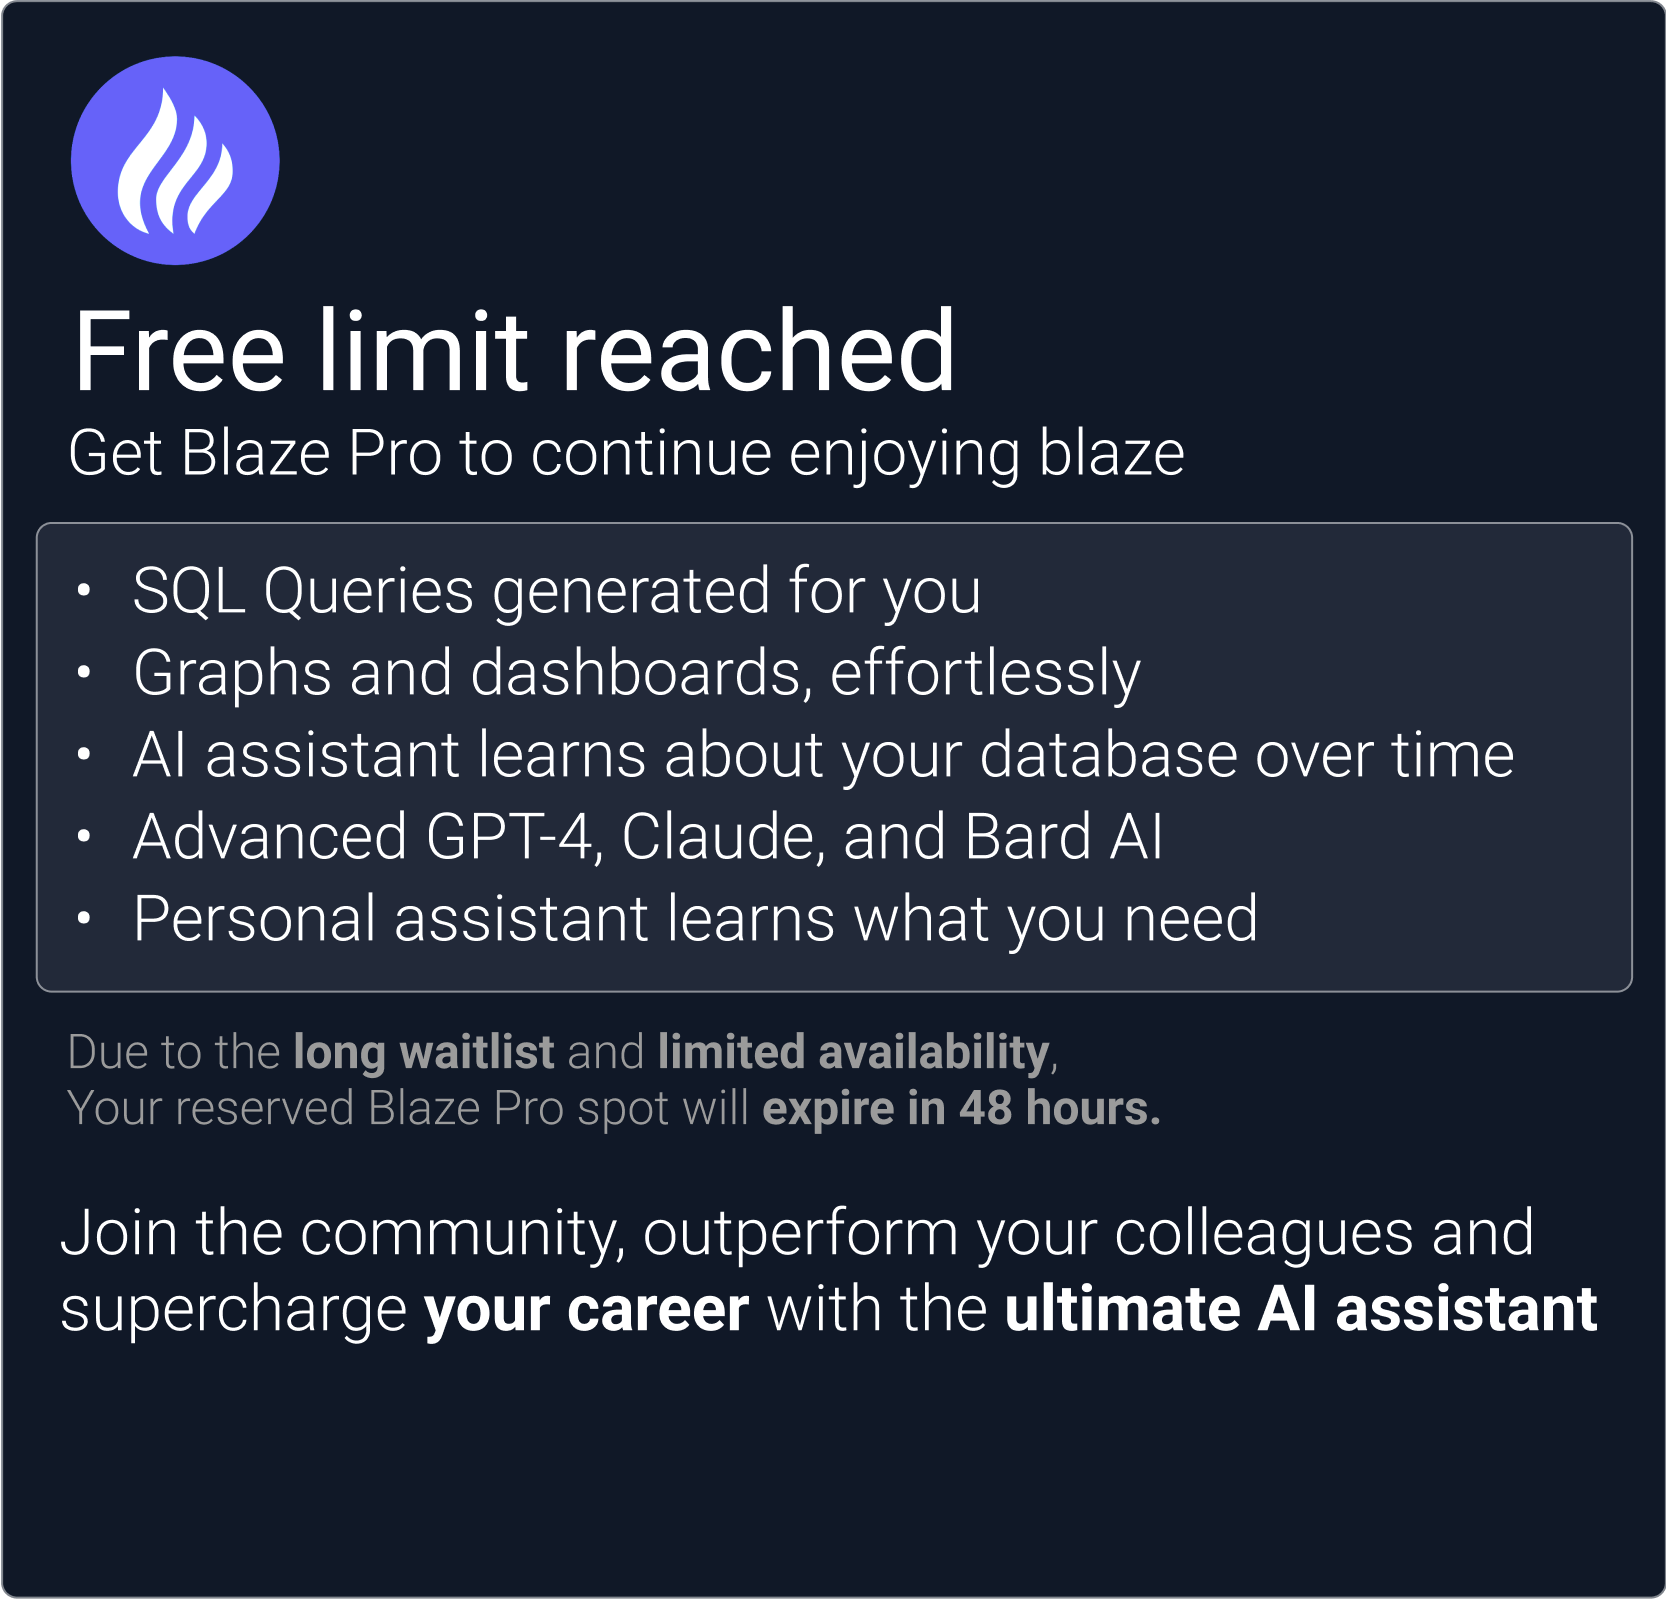 Free limit reached
Get Blaze Pro to continue enjoying blaze
• SQL Queries generated for you
• Graphs and dashboards, effortlessly
• AI assistant learns about your database over time
• Advanced GPT-4, Claude, and Bard AI
• Personal assistant learns what you need
Due to the long waitlist and limited availability,
Your reserved Blaze Pro spot will expire in 48 hours.
Join the community, outperform your colleagues and
supercharge your career with the ultimate AI assistant